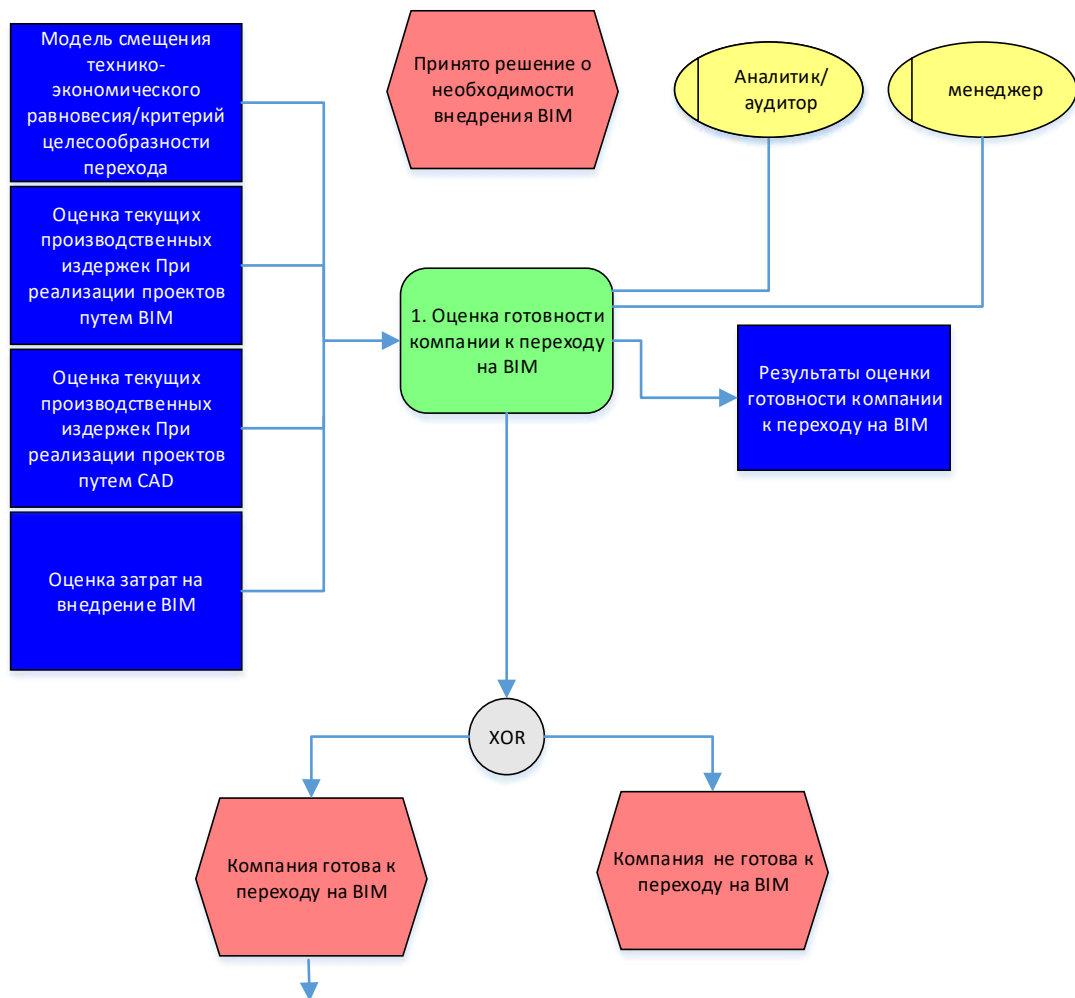 Модель смещения
технико-
экономического
равновесия/критерий
целесообразности
перехода
Принято решение о
необходимости
внедрения BIM
Аналитик/
аудитор
менеджер
Оценка текущих
производственных
издержек При
реализации проектов
путем BIM
1. Оценка готовности
компании к переходу
на BIM
Оценка текущих
производственных
издержек При
реализации проектов
путем CAD
Результаты оценки
готовности компании
к переходу на BIM
Оценка затрат на
внедрение BIM
XOR
Компания готова к
переходу на BIM
Компания  не готова к
переходу на BIM